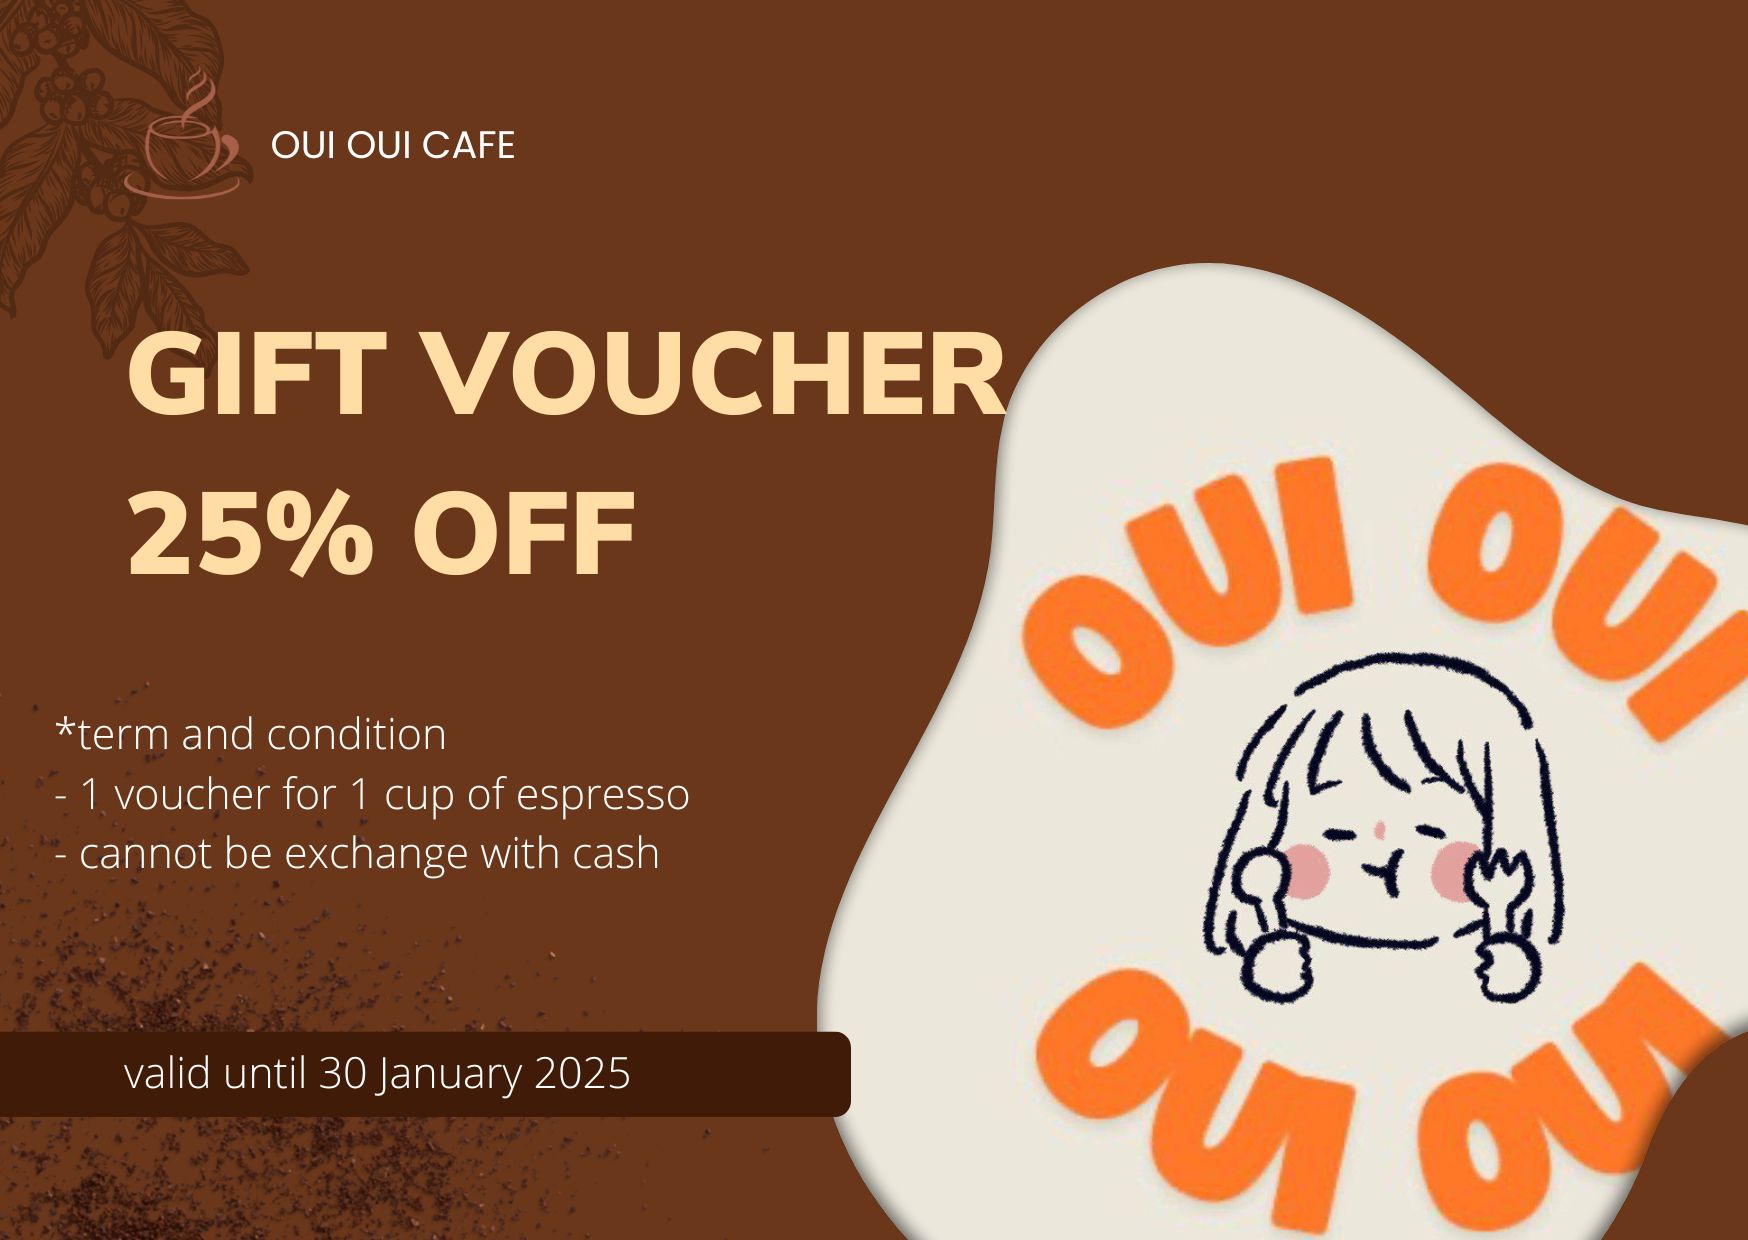 OUI OUI CAFE
GIFT VOUCHER
25% OFF
*term and condition
- 1 voucher for 1 cup of espresso
- cannot be exchange with cash
valid until 30 January 2025
OUI OUI
OUI OUI